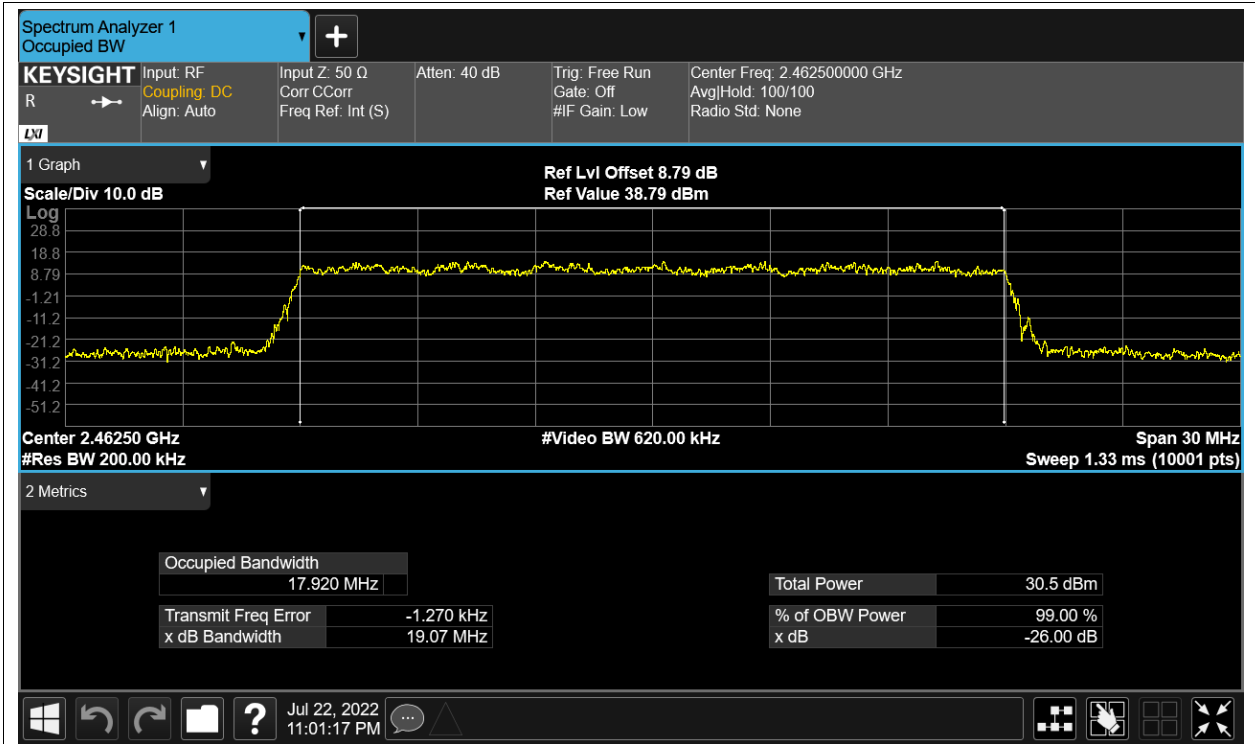 Spectrum Analyzer 1
Occupied BW
KEYSIGHT
R
LXI
Input: RF
Coupling: DC
Align: Auto
Input Z: 50 Ω
Corr CCorr
Freq Ref: Int (S)
Atten: 40 dB
Trig: Free Run
Gate: Off
#IF Gain: Low
Center Freq: 2.462500000 GHz
Avg|Hold: 100/100
Radio Std: None
1 Graph
Scale/Div 10.0 dB
Ref Lvl Offset 8.79 dB
Ref Value 38.79 dBm
Log
28.8
18.8
8.79
-1.21
-11.2
-21.2
-31.2
-41.2
-51.2
Center 2.46250 GHz
#Res BW 200.00 kHz
#Video BW 620.00 kHz
Span 30 MHz
Sweep 1.33 ms (10001 pts)
2 Metrics
Occupied Bandwidth
17.920 MHz
Transmit Freq Error -1.270 kHz
x dB Bandwidth 19.07 MHz
Total Power 30.5 dBm
% of OBW Power 99.00 %
x dB -26.00 dB
?
Jul 22, 2022
11:01:17 PM